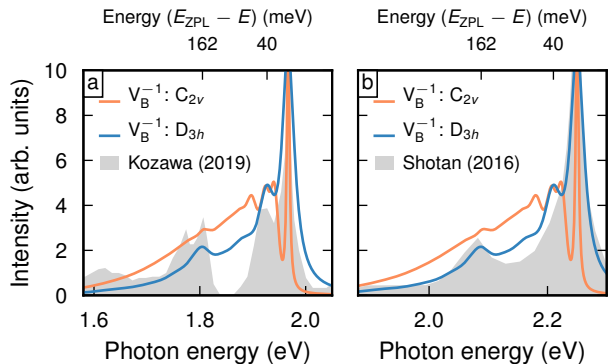 Energy (E_ZPL − E) (meV) Energy (E_ZPL − E) (meV)
162 40 162 40
a b
V_B^−1: C_2v V_B^−1: C_2v
V_B^−1: D_3h V_B^−1: D_3h
Kozawa (2019) Shotan (2016)
Intensity (arb. units)
10
8
6
4
2
0
1.6 1.8 2.0 2.0 2.2
Photon energy (eV) Photon energy (eV)